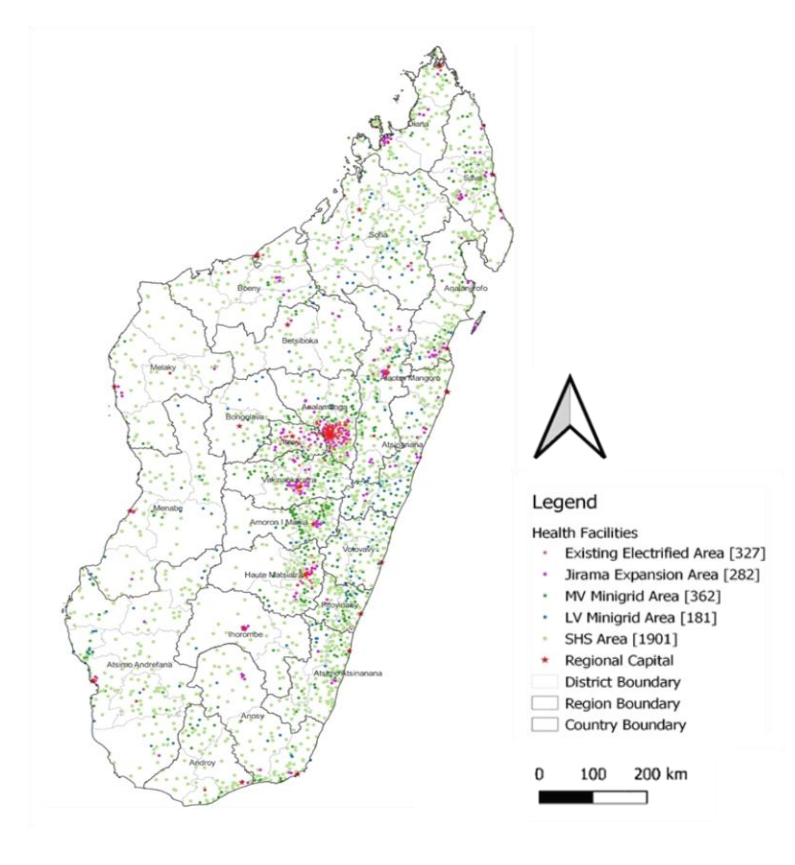 Diana
Sava
Sofia
Boeny
Analanjirofo
Betsiboka
Melaky
Alaotra Mangoro
Analamanga
Bongolava
Itasy
Atsinanana
Vakinankaratra
Menabe
Amoron I Mania
Vatovavy
Haute Matsiatra
Fitovinany
Ihorombe
Atsimo Andrefana
Atsimo Atsinanana
Anosy
Androy
Legend
Health Facilities
Existing Electrified Area [327]
Jirama Expansion Area [282]
MV Minigrid Area [362]
LV Minigrid Area [181]
SHS Area [1901]
Regional Capital
District Boundary
Region Boundary
Country Boundary
0 100 200 km